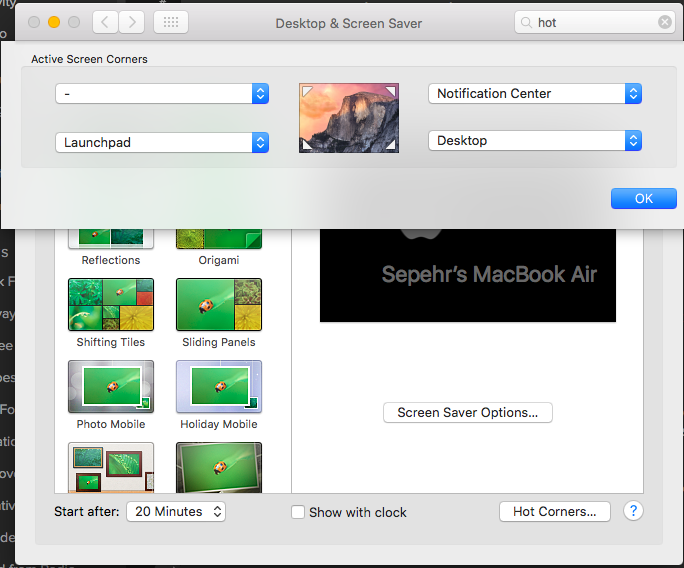 Desktop & Screen Saver
hot
Active Screen Corners
-
Notification Center
Launchpad
Desktop
OK
Reflections
Origami
Sepehr's MacBook Air
Shifting Tiles
Sliding Panels
Photo Mobile
Holiday Mobile
Screen Saver Options...
Start after:
20 Minutes
Show with clock
Hot Corners...
?